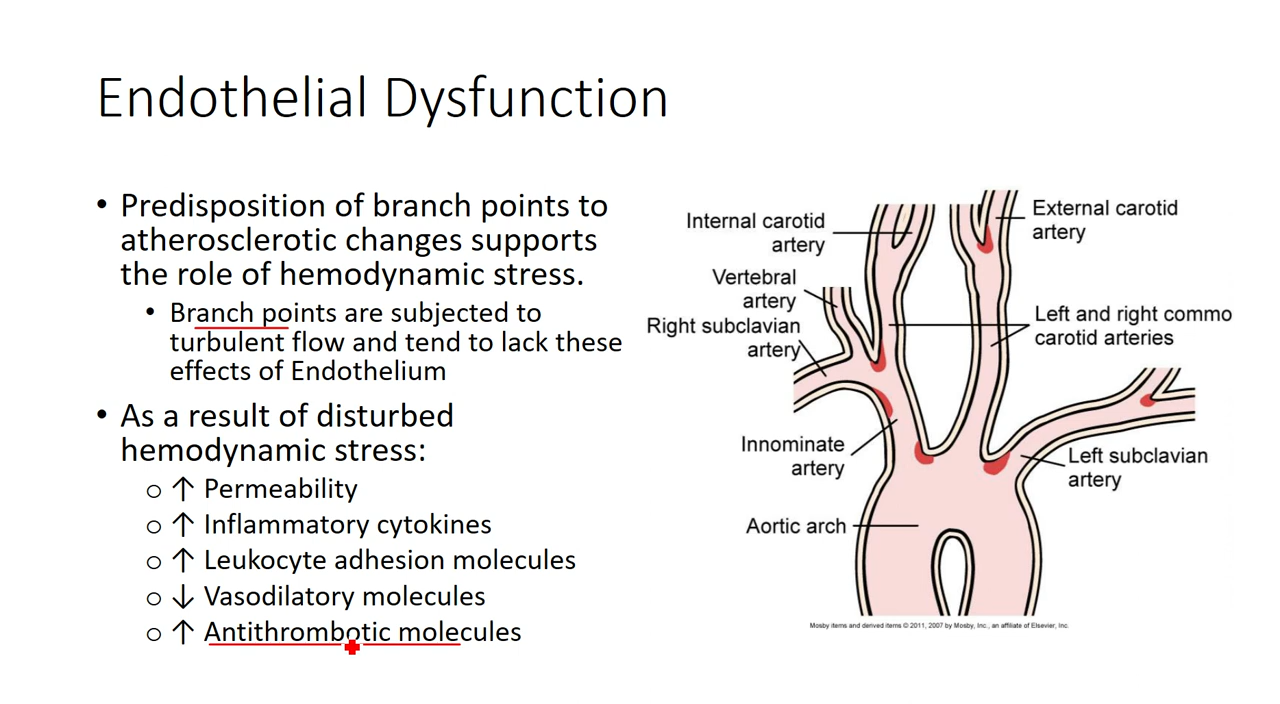 Endothelial Dysfunction
• Predisposition of branch points to
atherosclerotic changes supports
the role of hemodynamic stress.
• Branch points are subjected to
turbulent flow and tend to lack these
effects of Endothelium
• As a result of disturbed
hemodynamic stress:
o ↑ Permeability
o ↑ Inflammatory cytokines
o ↑ Leukocyte adhesion molecules
o ↓ Vasodilatory molecules
o ↑ Antithrombotic molecules
Internal carotid
artery
External carotid
artery
Vertebral
artery
Right subclavian
artery
Left and right commo
carotid arteries
Innominate
artery
Left subclavian
artery
Aortic arch
Mosby items and derived items © 2011, 2007 by Mosby, Inc., an affiliate of Elsevier, Inc.